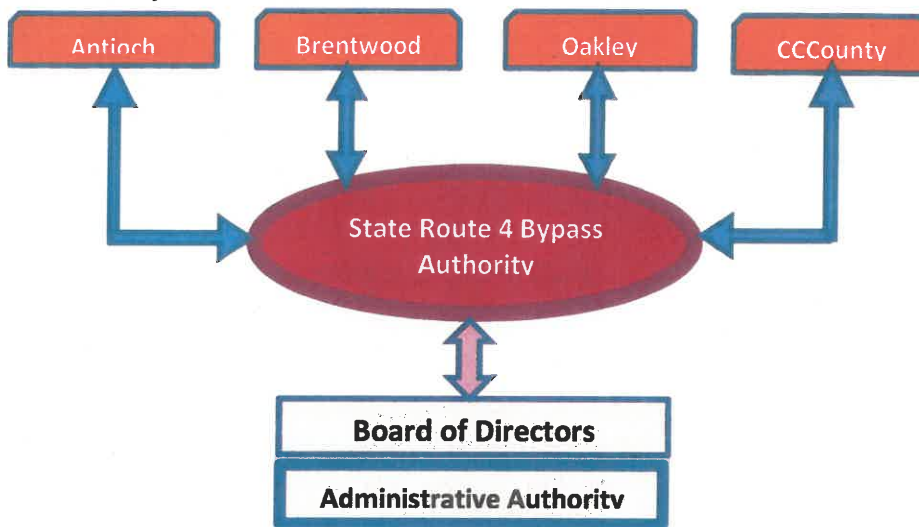 Antioch
Brentwood
Oakley
CCCounty
State Route 4 Bypass
Authority
Board of Directors
Administrative Authority